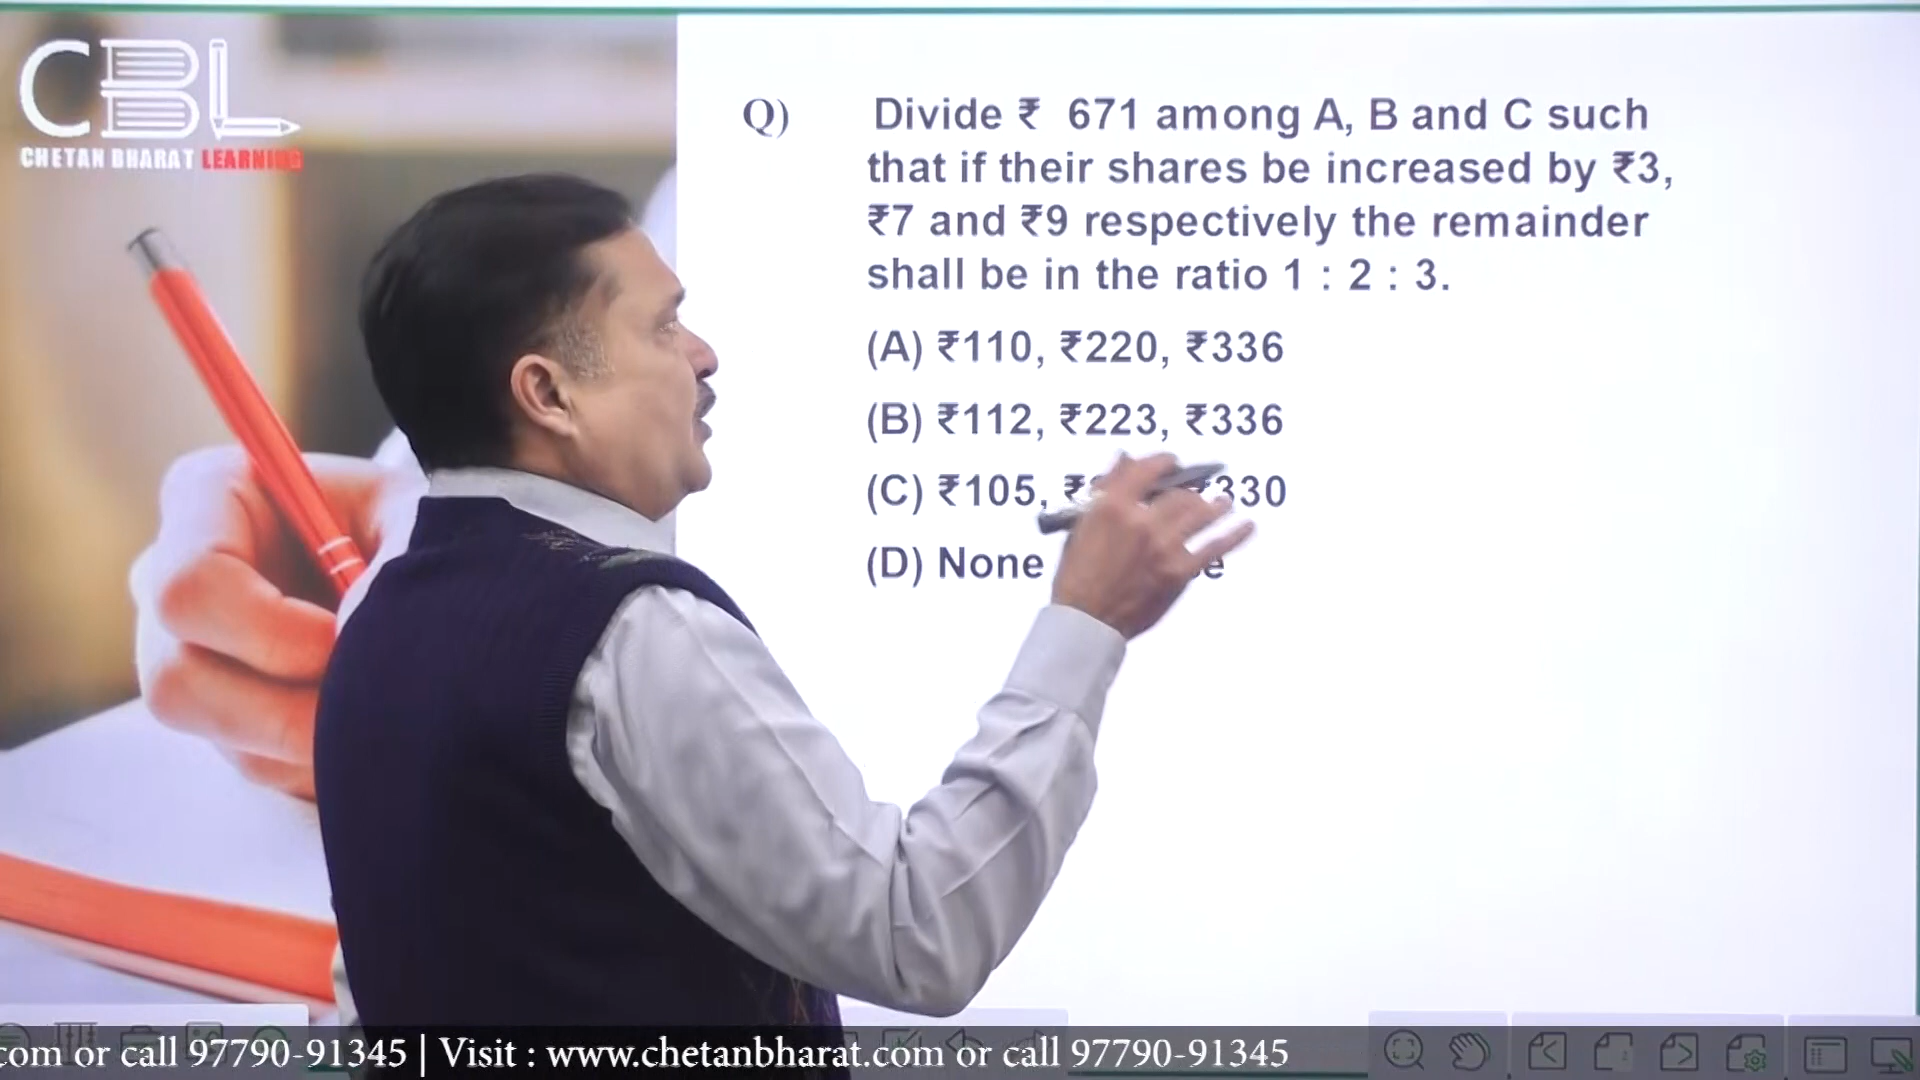 CBL
CHETAN BHARAT LEARNING
Q) Divide ₹ 671 among A, B and C such
that if their shares be increased by ₹3,
₹7 and ₹9 respectively the remainder
shall be in the ratio 1 : 2 : 3.
(A) ₹110, ₹220, ₹336
(B) ₹112, ₹223, ₹336
(C) ₹105, ₹330
(D) None
com or call 97790-91345 | Visit : www.chetanbharat.com or call 97790-91345